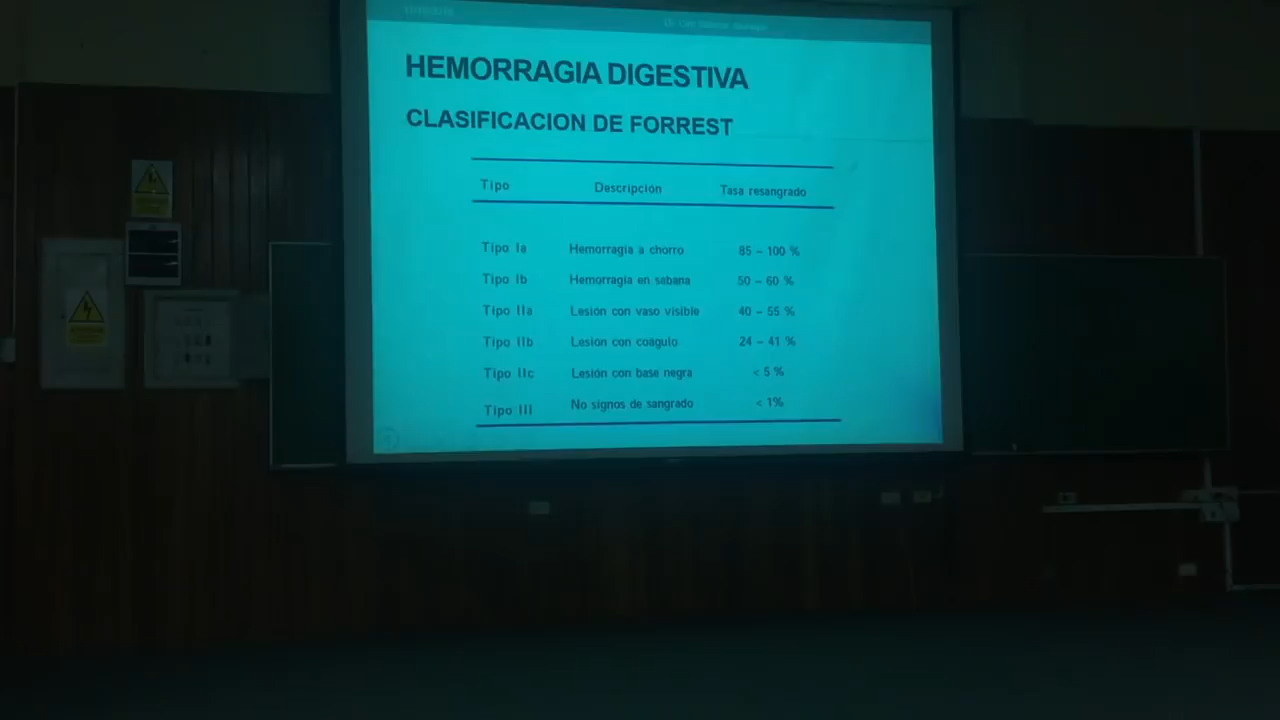 HEMORRAGIA DIGESTIVA
CLASIFICACION DE FORREST
Tipo Descripción Tasa resangrado
Tipo Ia Hemorragia a chorro 85 – 100 %
Tipo Ib Hemorragia en sabana 50 – 60 %
Tipo IIa Lesión con vaso visible 40 – 55 %
Tipo IIb Lesión con coágulo 24 – 41 %
Tipo IIc Lesión con base negra < 5 %
Tipo III No signos de sangrado < 1%